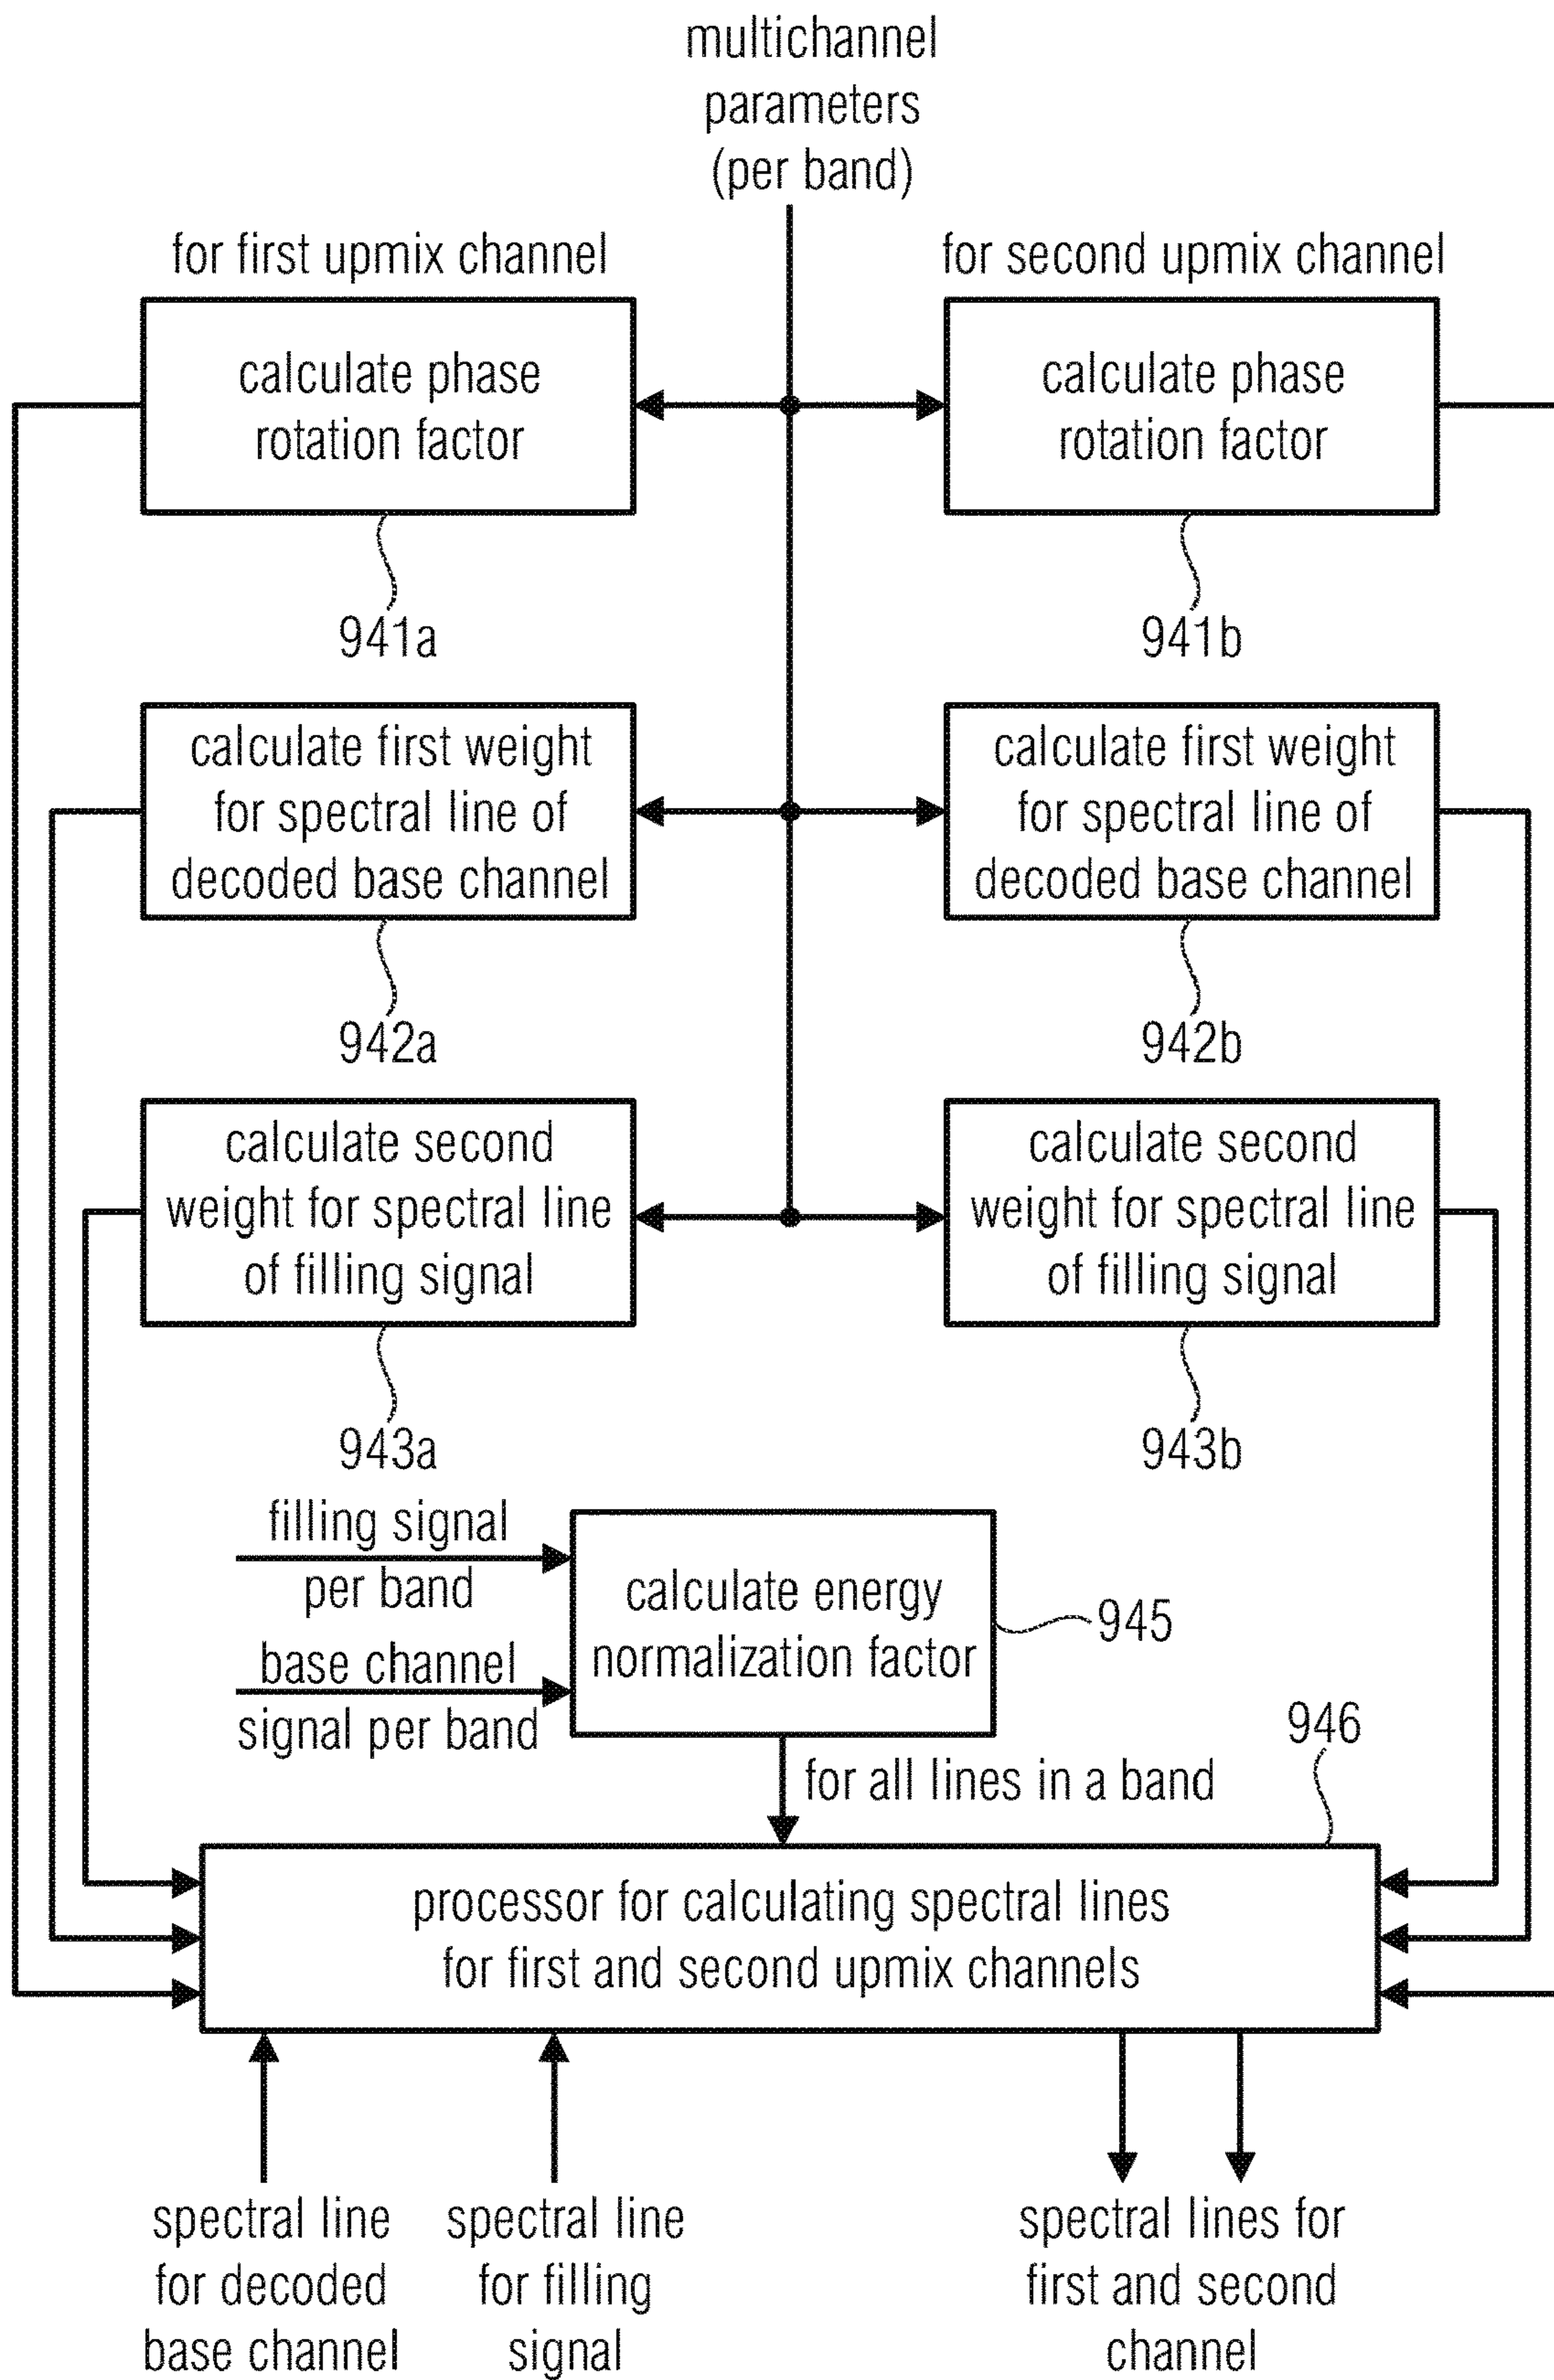 multichannel
parameters
(per band)
for first upmix channel
for second upmix channel
calculate phase
rotation factor
calculate phase
rotation factor
941a
941b
calculate first weight
for spectral line of
decoded base channel
calculate first weight
for spectral line of
decoded base channel
942a
942b
calculate second
weight for spectral line
of filling signal
calculate second
weight for spectral line
of filling signal
943a
943b
filling signal
per band
base channel
signal per band
calculate energy
normalization factor
945
946
for all lines in a band
processor for calculating spectral lines
for first and second upmix channels
spectral line
for decoded
base channel
spectral line
for filling
signal
spectral lines for
first and second
channel